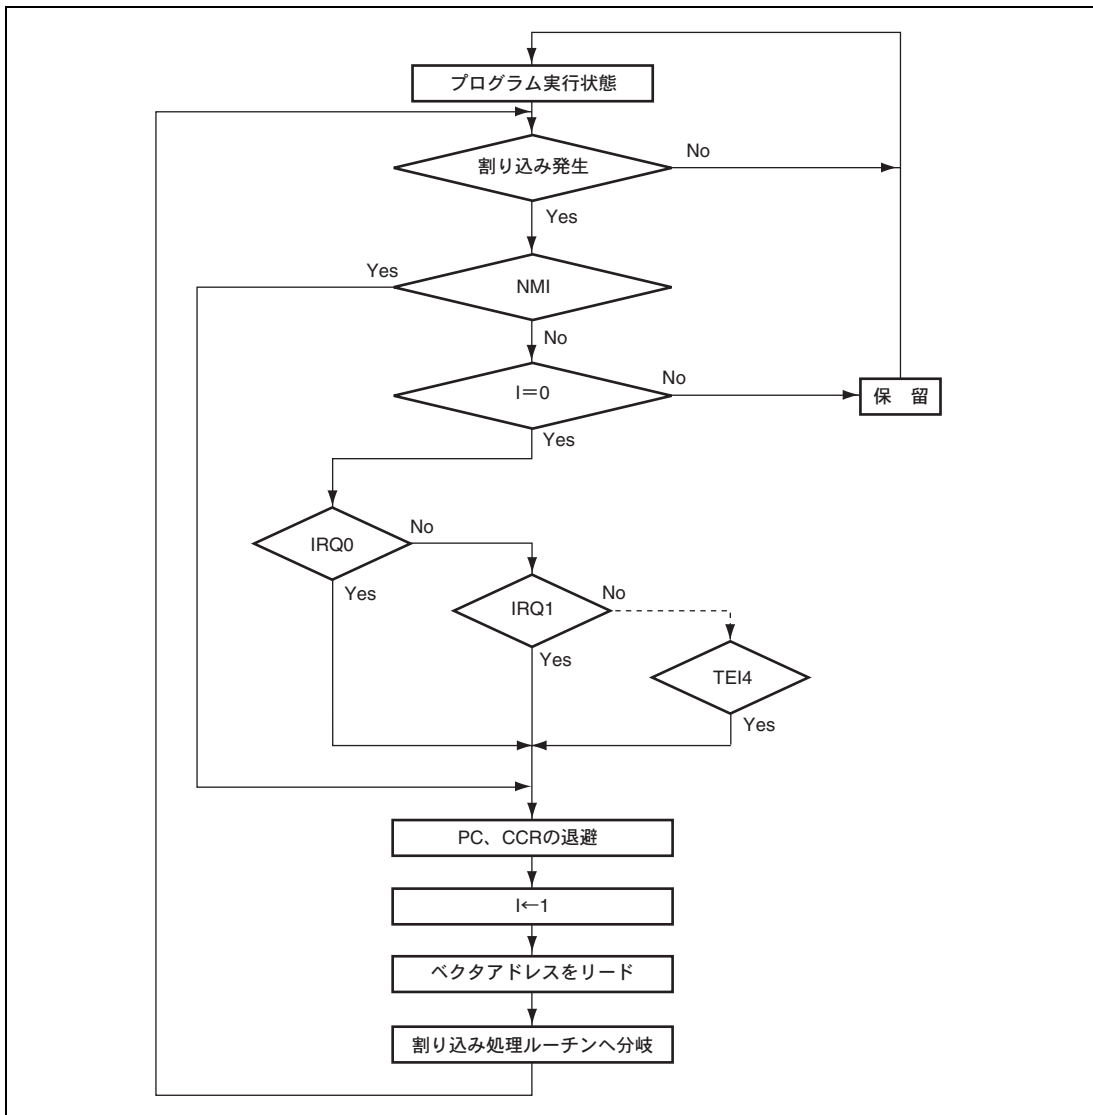 プログラム実行状態
割り込み発生
No
Yes
Yes
NMI
No
I＝0
No
保　留
Yes
IRQ0
No
Yes
IRQ1
No
Yes
TEI4
Yes
PC、CCRの退避
I←1
ベクタアドレスをリード
割り込み処理ルーチンへ分岐